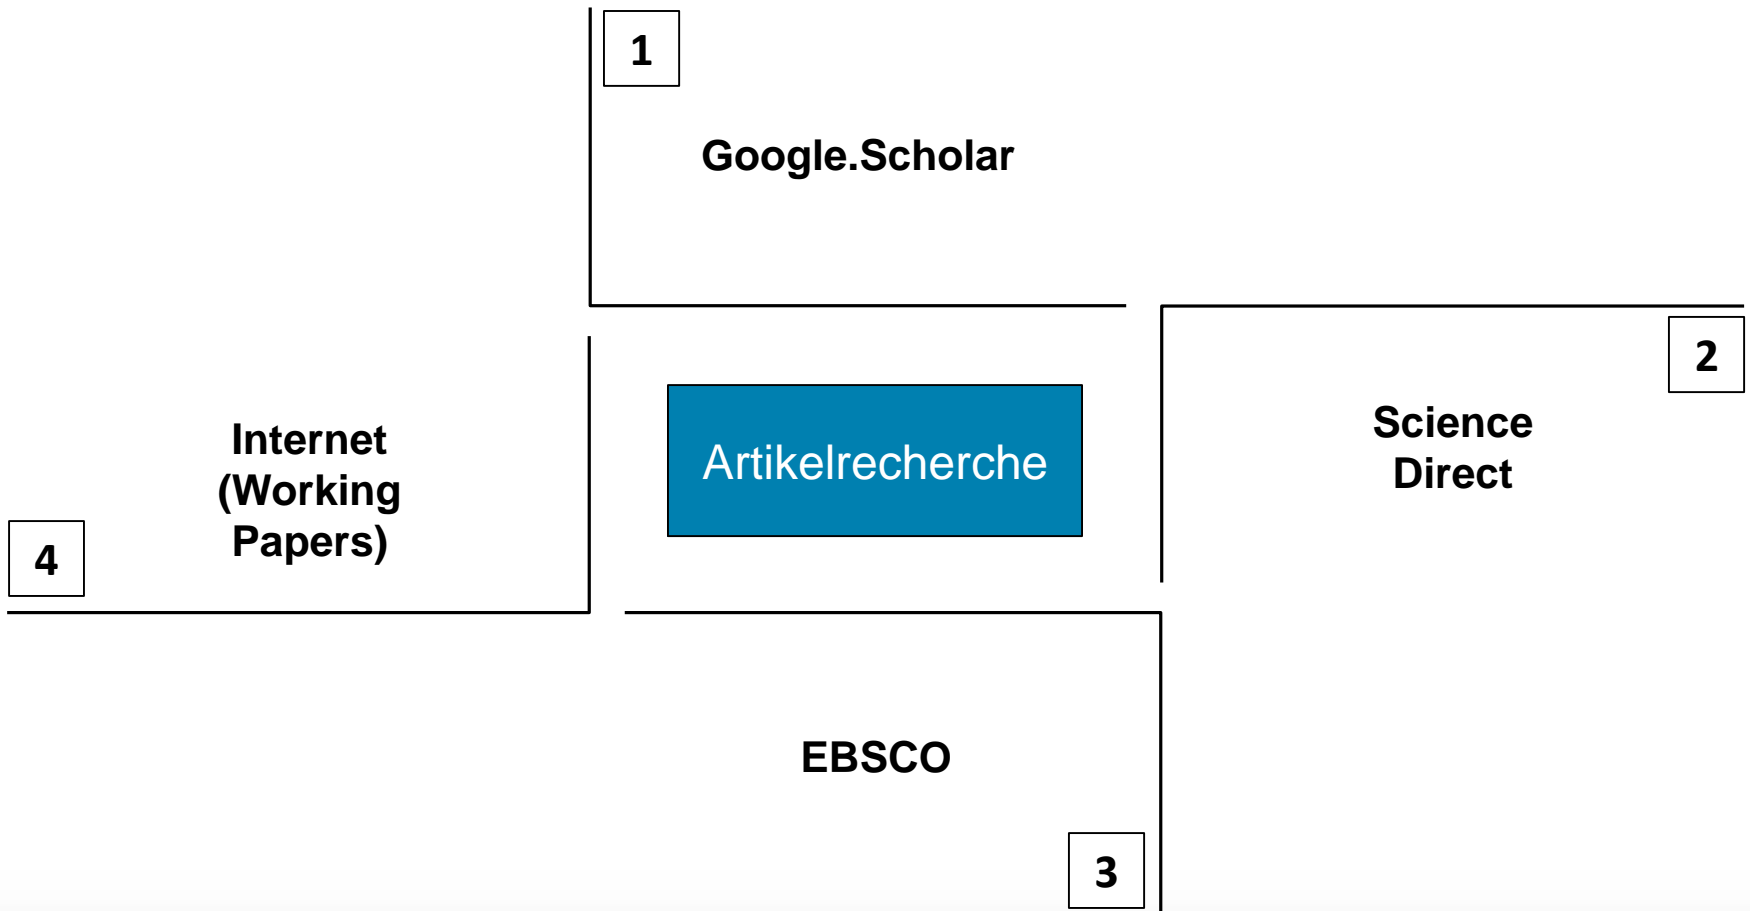 1
Google.Scholar
2
Science
Direct
Artikelrecherche
Internet
(Working
Papers)
4
EBSCO
3